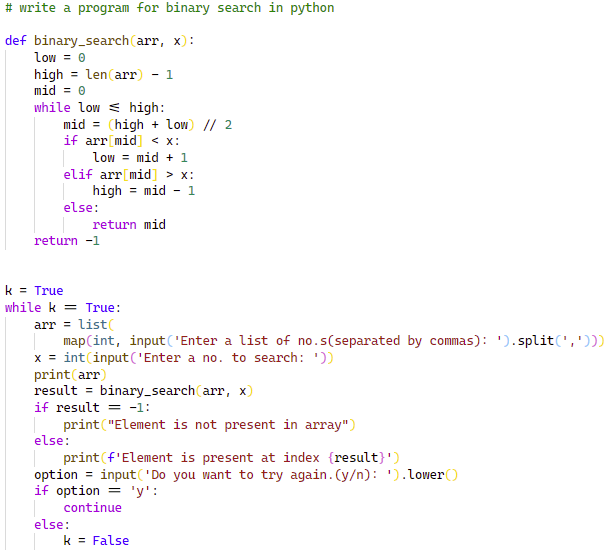 # write a program for binary search in python
def binary_search(arr, x):
    low = 0
    high = len(arr) - 1
    mid = 0
    while low <= high:
        mid = (high + low) // 2
        if arr[mid] < x:
            low = mid + 1
        elif arr[mid] > x:
            high = mid - 1
        else:
            return mid
    return -1
k = True
while k == True:
    arr = list(
        map(int, input('Enter a list of no.s(separated by commas): ').split(',')))
    x = int(input('Enter a no. to search: '))
    print(arr)
    result = binary_search(arr, x)
    if result == -1:
        print("Element is not present in array")
    else:
        print(f'Element is present at index {result}')
    option = input('Do you want to try again.(y/n): ').lower()
    if option == 'y':
        continue
    else:
        k = False